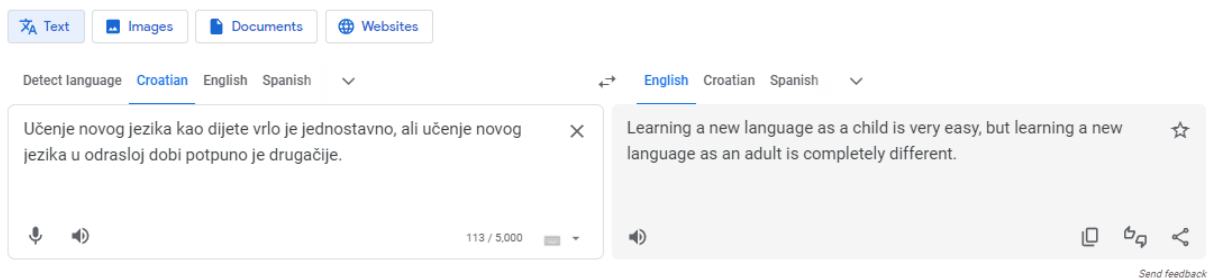 Text Images Documents Websites
Detect language Croatian English Spanish English Croatian Spanish
Učenje novog jezika kao dijete vrlo je jednostavno, ali učenje novog
jezika u odrasloj dobi potpuno je drugačije.
Learning a new language as a child is very easy, but learning a new
language as an adult is completely different.
113 / 5,000
Send feedback